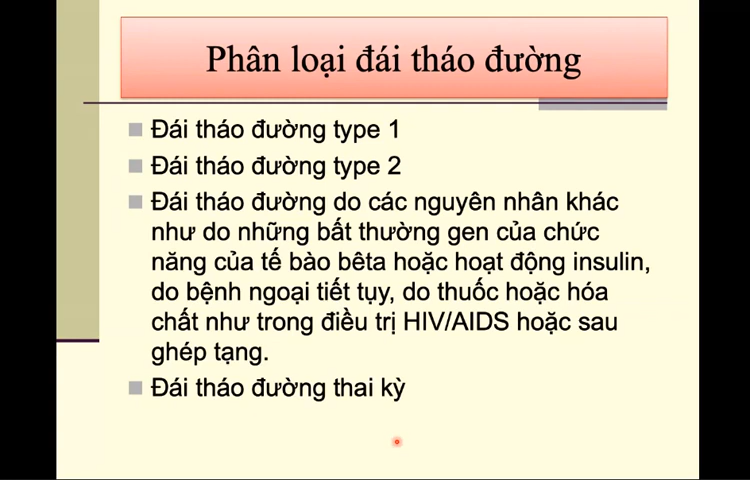 Phân loại đái tháo đường
Đái tháo đường type 1
Đái tháo đường type 2
Đái tháo đường do các nguyên nhân khác
như do những bất thường gen của chức
năng của tế bào bêta hoặc hoạt động insulin,
do bệnh ngoại tiết tụy, do thuốc hoặc hóa
chất như trong điều trị HIV/AIDS hoặc sau
ghép tạng.
Đái tháo đường thai kỳ